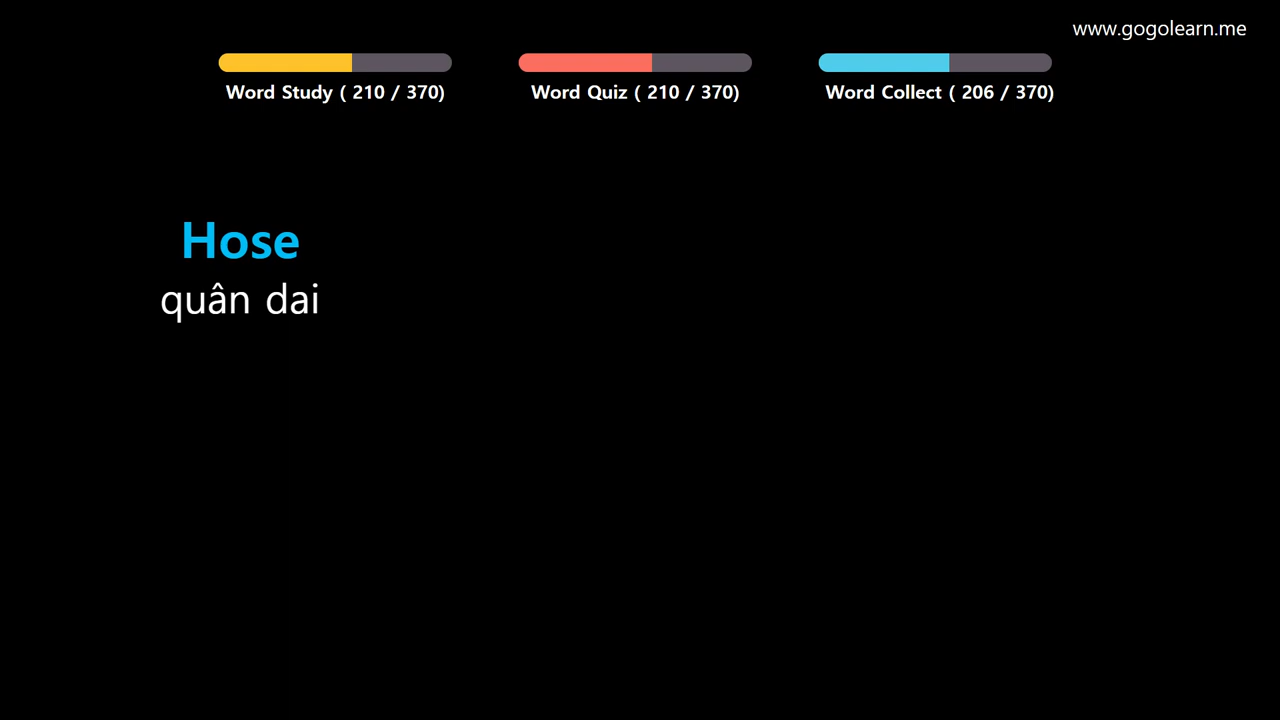 www.gogolearn.me
Word Study ( 210 / 370)
Word Quiz ( 210 / 370)
Word Collect ( 206 / 370)
Hose
quân dai